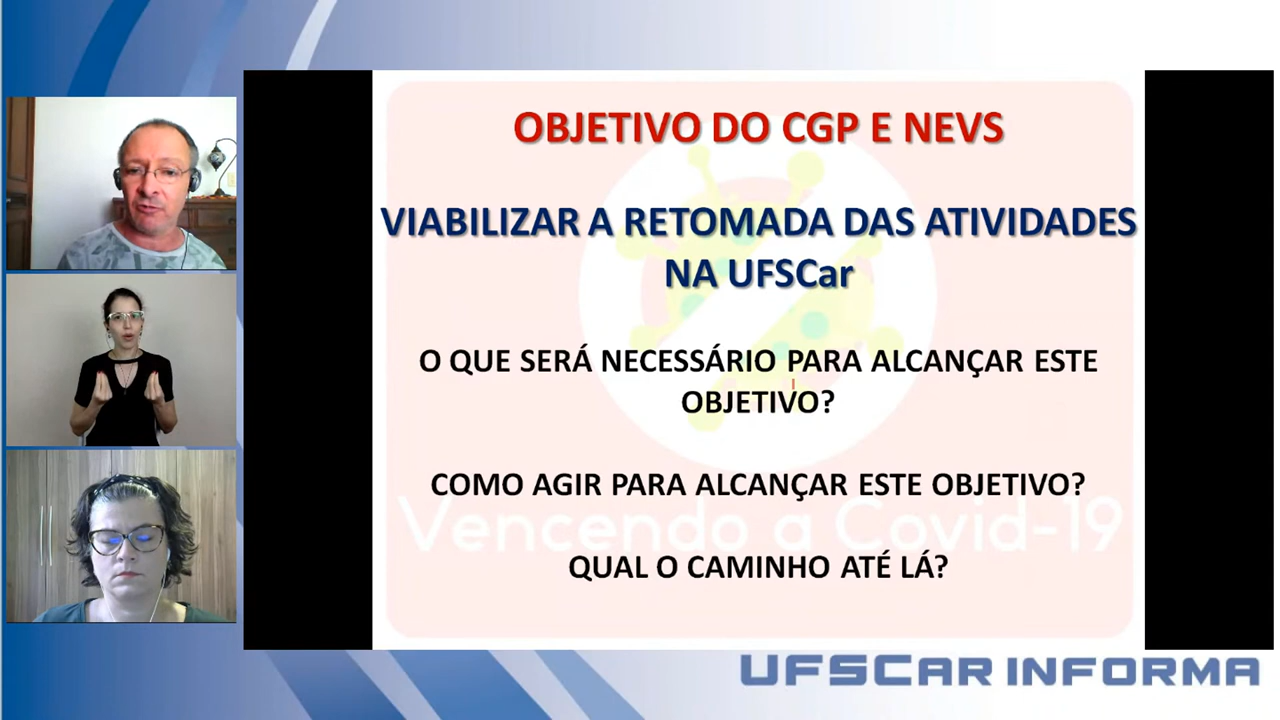 OBJETIVO DO CGP E NEVS
VIABILIZAR A RETOMADA DAS ATIVIDADES
NA UFSCar
O QUE SERÁ NECESSÁRIO PARA ALCANÇAR ESTE
OBJETIVO?
COMO AGIR PARA ALCANÇAR ESTE OBJETIVO?
Vencendo a Covid-19
QUAL O CAMINHO ATÉ LÁ?
UFSCar INFORMA